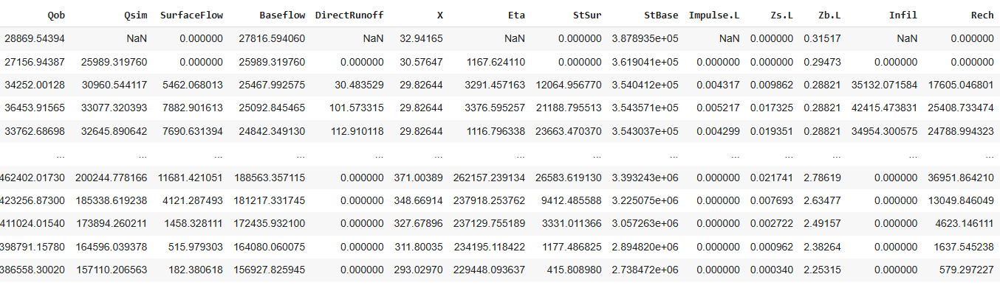 Qob Qsim SurfaceFlow Baseflow DirectRunoff X Eta StSur StBase Impulse.L Zs.L Zb.L Infil Rech
28869.54394 NaN 0.000000 27816.594060 NaN 32.94165 NaN 0.000000 3.878935e+05 NaN 0.000000 0.31517 NaN 0.000000
27156.94387 25989.319760 0.000000 25989.319760 0.000000 30.57647 1167.624110 0.000000 3.619041e+05 0.000000 0.000000 0.29473 0.000000 0.000000
34252.00128 30960.544117 5462.068013 25467.992575 30.483529 29.82644 3291.457163 12064.956770 3.540412e+05 0.004317 0.009862 0.28821 35132.071584 17605.046801
36453.91565 33077.320393 7882.901613 25092.845465 101.573315 29.82644 3376.595257 21188.795513 3.543571e+05 0.005217 0.017325 0.28821 42415.473831 25408.733474
33762.68698 32645.890642 7690.631394 24842.349130 112.910118 29.82644 1116.796338 23663.470370 3.543037e+05 0.004299 0.019351 0.28821 34954.300575 24788.994323
... ... ... ... ... ... ... ... ... ... ... ... ... ...
462402.01730 200244.778166 11681.421051 188563.357115 0.000000 371.00389 262157.239134 26583.619130 3.393243e+06 0.000000 0.021741 2.78619 0.000000 36951.864210
423256.87300 185338.619238 4121.287493 181217.331745 0.000000 348.66914 237918.253762 9412.485588 3.225075e+06 0.000000 0.007693 2.63477 0.000000 13049.846049
411024.01540 173894.260211 1458.328111 172435.932100 0.000000 327.67896 237129.755189 3331.011366 3.057263e+06 0.000000 0.002722 2.49157 0.000000 4623.146111
398791.15780 164596.039378 515.979303 164080.060075 0.000000 311.80035 234195.118422 1177.486825 2.894820e+06 0.000000 0.000962 2.38264 0.000000 1637.545238
386558.30020 157110.206563 182.380618 156927.825945 0.000000 293.02970 229448.093637 415.808980 2.738472e+06 0.000000 0.000340 2.25315 0.000000 579.297227